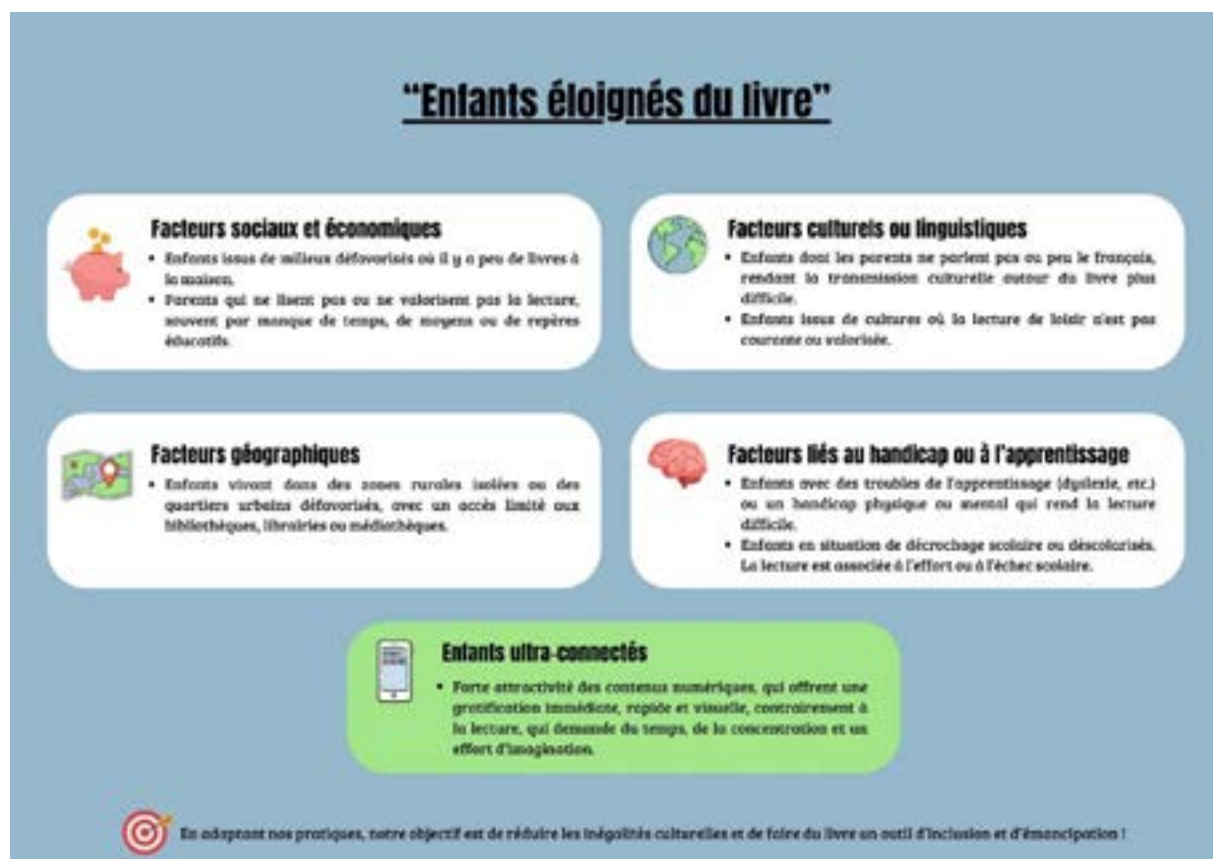 “Enfants éloignés du livre”
Facteurs sociaux et économiques
• Enfants issus de milieux défavorisés où il y a peu de livres à
la maison.
• Parents qui ne lisent pas ou ne valorisent pas la lecture,
souvent par manque de temps, de moyens ou de repères
éducatifs.
Facteurs culturels ou linguistiques
• Enfants dont les parents ne parlent pas ou peu le français,
rendant la transmission culturelle autour du livre plus
difficile.
• Enfants issus de cultures où la lecture de loisir n'est pas
courante ou valorisée.
Facteurs géographiques
• Enfants vivant dans des zones rurales isolées ou des
quartiers urbains défavorisés, avec un accès limité aux
bibliothèques, librairies ou médiathèques.
Facteurs liés au handicap ou à l'apprentissage
• Enfants avec des troubles de l'apprentissage (dyslexie, etc.)
ou un handicap physique ou mental qui rend la lecture
difficile.
• Enfants en situation de décrochage scolaire ou déscolarisés.
La lecture est associée à l'effort ou à l'échec scolaire.
Enfants ultra-connectés
• Forte attractivité des contenus numériques, qui offrent une
gratification immédiate, rapide et visuelle, contrairement à
la lecture, qui demande du temps, de la concentration et un
effort d'imagination.
En adaptant nos pratiques, notre objectif est de réduire les inégalités culturelles et de faire du livre un outil d'inclusion et d'émancipation !